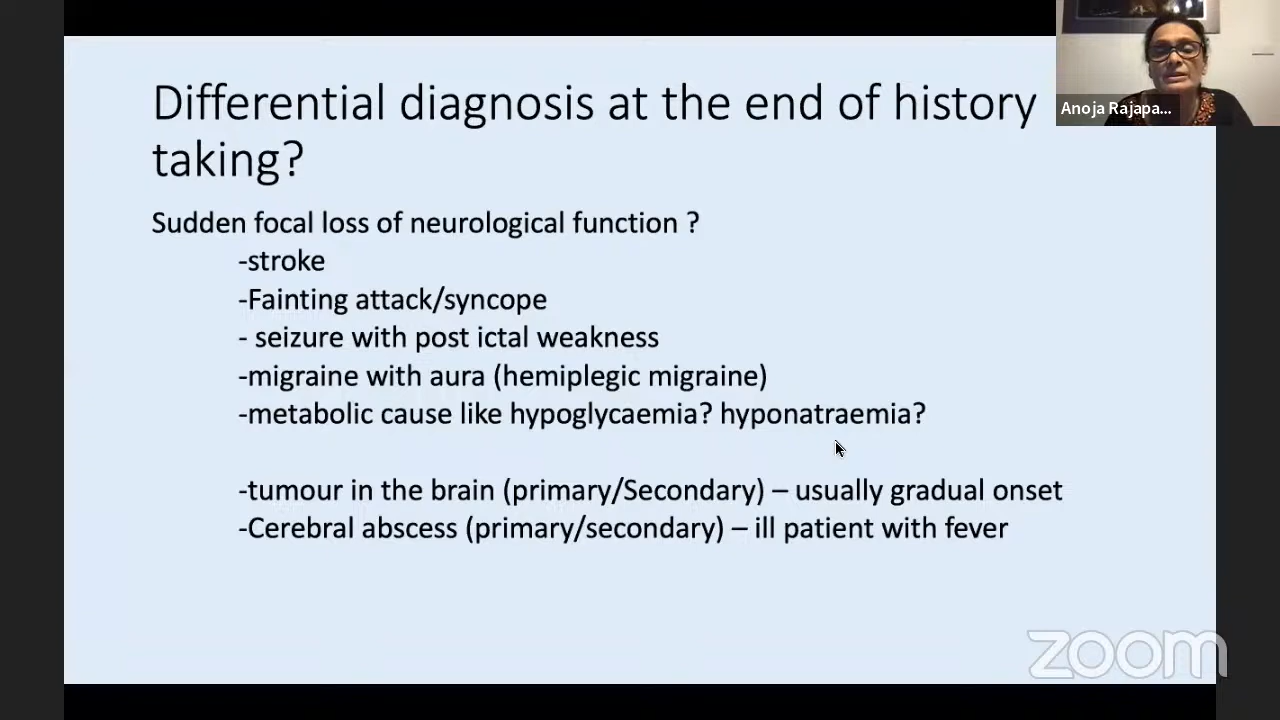 Differential diagnosis at the end of history
taking?
Sudden focal loss of neurological function ?
-stroke
-Fainting attack/syncope
- seizure with post ictal weakness
-migraine with aura (hemiplegic migraine)
-metabolic cause like hypoglycaemia? hyponatraemia?
-tumour in the brain (primary/Secondary) – usually gradual onset
-Cerebral abscess (primary/secondary) – ill patient with fever
Anoja Rajapa...
zoom